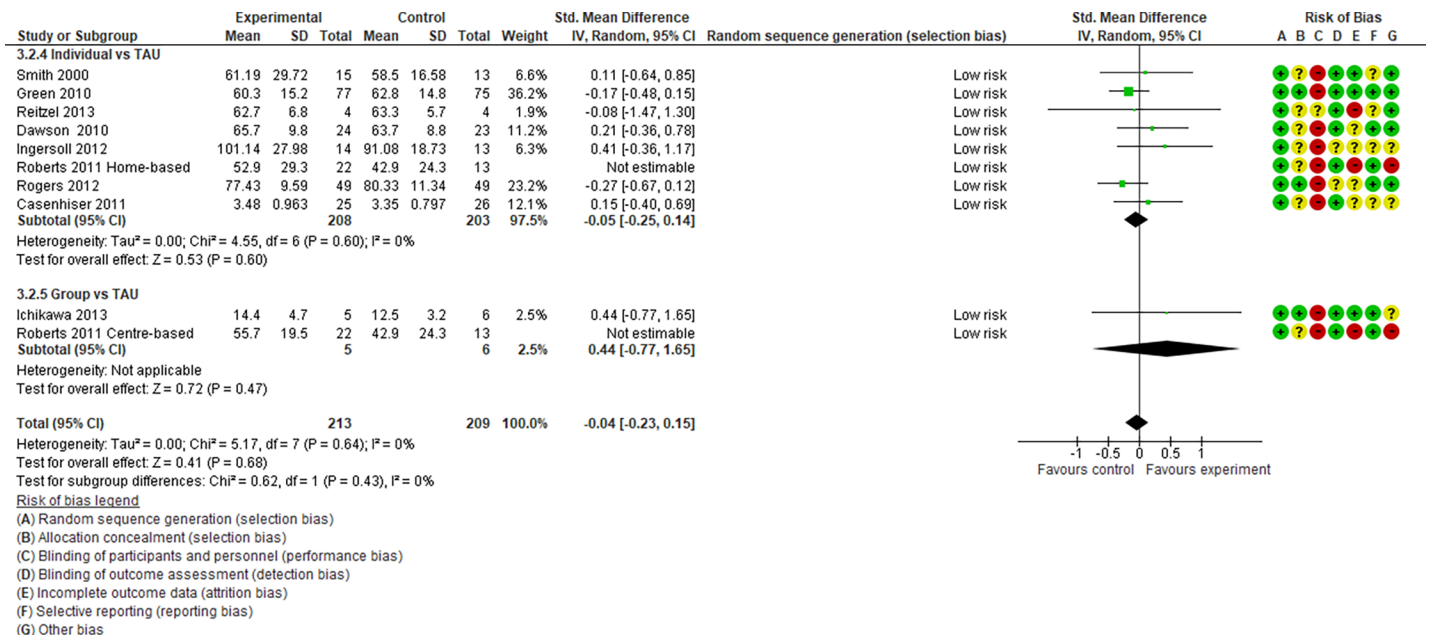 Experimental Control Std. Mean Difference Std. Mean Difference Risk of Bias
Study or Subgroup Mean SD Total Mean SD Total Weight IV, Random, 95% CI Random sequence generation (selection bias) IV, Random, 95% CI A B C D E F G
3.2.4 Individual vs TAU
Smith 2000 61.19 29.72 15 58.5 16.58 13 6.6% 0.11 [-0.64, 0.85] Low risk + ? - + + ? +
Green 2010 60.3 15.2 77 62.8 14.8 75 36.2% -0.17 [-0.48, 0.15] Low risk + + - + + + +
Reitzel 2013 62.7 6.8 4 63.3 5.7 4 1.9% -0.08 [-1.47, 1.30] Low risk + ? ? + - ? +
Dawson 2010 65.7 9.8 24 63.7 8.8 23 11.2% 0.21 [-0.36, 0.78] Low risk + ? - + ? + +
Ingersoll 2012 101.14 27.98 14 91.08 18.73 13 6.3% 0.41 [-0.36, 1.17] Low risk + + - ? ? ? ?
Roberts 2011 Home-based 52.9 29.3 22 42.9 24.3 13 Not estimable Low risk + ? - + - + -
Rogers 2012 77.43 9.59 49 80.33 11.34 49 23.2% -0.27 [-0.67, 0.12] Low risk + ? - ? ? + +
Casenhiser 2011 3.48 0.963 25 3.35 0.797 26 12.1% 0.15 [-0.40, 0.69] Low risk + ? - + ? ? ?
Subtotal (95% CI) 208 203 97.5% -0.05 [-0.25, 0.14]
Heterogeneity: Tau² = 0.00; Chi² = 4.55, df = 6 (P = 0.60); I² = 0%
Test for overall effect: Z = 0.53 (P = 0.60)
3.2.5 Group vs TAU
Ichikawa 2013 14.4 4.7 5 12.5 3.2 6 2.5% 0.44 [-0.77, 1.65] Low risk + + - + + + ?
Roberts 2011 Centre-based 55.7 19.5 22 42.9 24.3 13 Not estimable Low risk + ? - + - + -
Subtotal (95% CI) 5 6 2.5% 0.44 [-0.77, 1.65]
Heterogeneity: Not applicable
Test for overall effect: Z = 0.72 (P = 0.47)
Total (95% CI) 213 209 100.0% -0.04 [-0.23, 0.15]
Heterogeneity: Tau² = 0.00; Chi² = 5.17, df = 7 (P = 0.64); I² = 0%
Test for overall effect: Z = 0.41 (P = 0.68)
Test for subgroup differences: Chi² = 0.62, df = 1 (P = 0.43), I² = 0%
-1 -0.5 0 0.5 1
Favours control Favours experiment
Risk of bias legend
(A) Random sequence generation (selection bias)
(B) Allocation concealment (selection bias)
(C) Blinding of participants and personnel (performance bias)
(D) Blinding of outcome assessment (detection bias)
(E) Incomplete outcome data (attrition bias)
(F) Selective reporting (reporting bias)
(G) Other bias